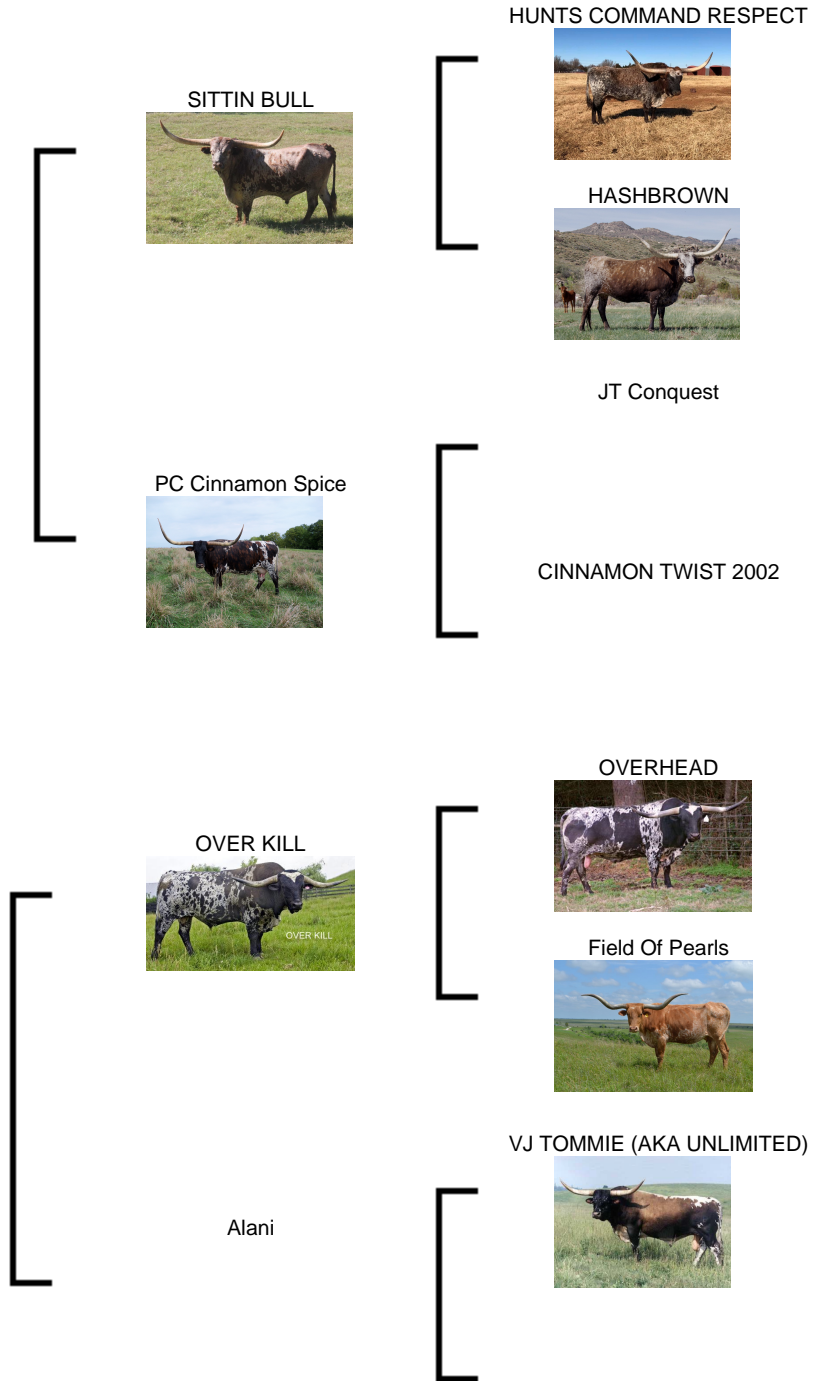 HUNTS COMMAND RESPECT
SITTIN BULL
HASHBROWN
JT Conquest
PC Cinnamon Spice
CINNAMON TWIST 2002
OVERHEAD
OVER KILL
OVER KILL
Field Of Pearls
VJ TOMMIE (AKA UNLIMITED)
Alani